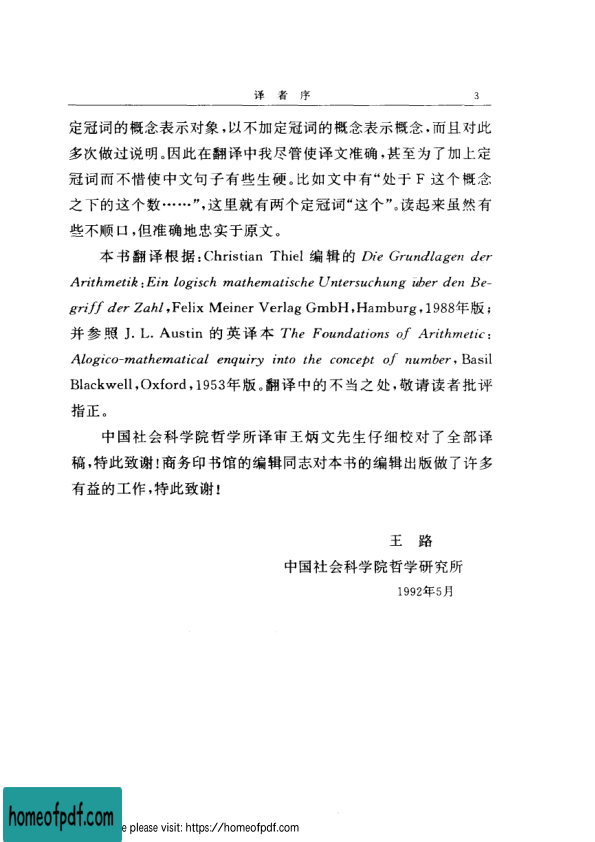 译 者 序 3
定冠词的概念表示对象,以不加定冠词的概念表示概念,而且对此
多次做过说明。因此在翻译中我尽管使译文准确,甚至为了加上定
冠词而不惜使中文句子有些生硬。比如文中有“处于 F 这个概念
之下的这个数……”,这里就有两个定冠词“这个”。读起来虽然有
些不顺口,但准确地忠实于原文。
本书翻译根据:Christian Thiel 编辑的 Die Grundlagen der
Arithmetik:Ein logisch mathematische Untersuchung über den Be-
griff der Zahl,Felix Meiner Verlag GmbH,Hamburg,1988年版;
并参照 J. L. Austin 的英译本 The Foundations of Arithmetic:
Alogico-mathematical enquiry into the concept of number, Basil
Blackwell,Oxford,1953年版。翻译中的不当之处,敬请读者批评
指正。
中国社会科学院哲学所译审王炳文先生仔细校对了全部译
稿,特此致谢!商务印书馆的编辑同志对本书的编辑出版做了许多
有益的工作,特此致谢!
王 路
中国社会科学院哲学研究所
1992年5月
homeofpdf.com
e please visit: https://homeofpdf.com